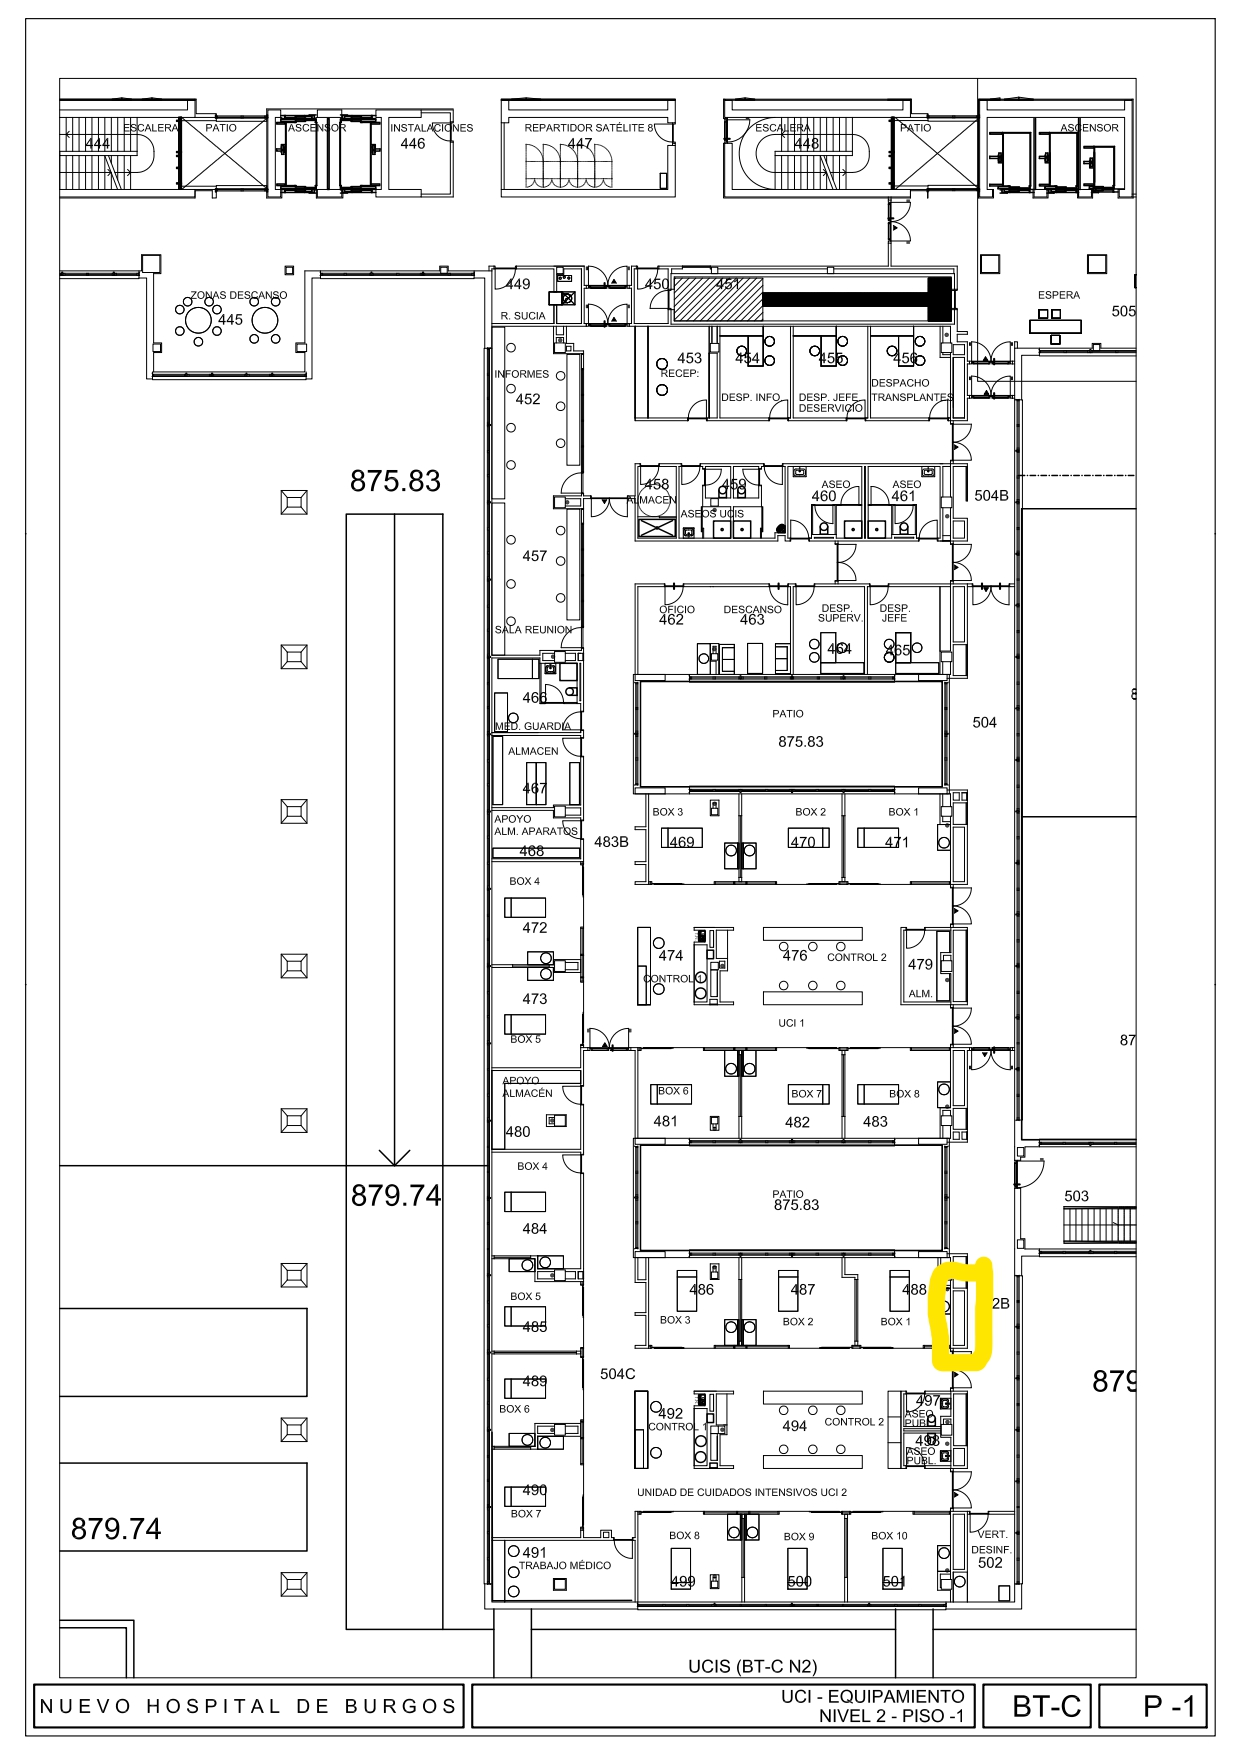 ESCALERA
444
PATIO
ASCENSOR
INSTALACIONES
446
REPARTIDOR SATÉLITE 8
447
ESCALERA
448
PATIO
ASCENSOR
ZONAS DESCANSO
445
449
R. SUCIA
450
451
ESPERA
505
INFORMES
452
453
RECEP:
454
DESP. INFO.
455
DESP. JEFE
DESERVICIO
456
DESPACHO
TRANSPLANTES
875.83
458
ALMACEN
459
ASEOS UCIS
ASEO
460
ASEO
461
504B
457
SALA REUNION
OFICIO
462
DESCANSO
463
DESP.
SUPERV.
464
DESP.
JEFE
465
466
MED. GUARDIA
PATIO
875.83
504
ALMACEN
467
APOYO
ALM. APARATOS
468
483B
BOX 3
469
BOX 2
470
BOX 1
471
BOX 4
472
474
CONTROL 1
476
CONTROL 2
479
ALM.
473
BOX 5
UCI 1
87
APOYO
ALMACÉN
480
BOX 6
481
BOX 7
482
BOX 8
483
BOX 4
484
879.74
PATIO
875.83
503
BOX 5
485
486
BOX 3
487
BOX 2
488
BOX 1
2B
504C
489
BOX 6
492
CONTROL 1
494
CONTROL 2
497
ASEO
PUBL.
498
ASEO
PUBL.
879
490
BOX 7
UNIDAD DE CUIDADOS INTENSIVOS UCI 2
879.74
491
TRABAJO MÉDICO
BOX 8
499
BOX 9
500
BOX 10
501
VERT.
DESINF.
502
UCIS (BT-C N2)
NUEVO HOSPITAL DE BURGOS
UCI - EQUIPAMIENTO
NIVEL 2 - PISO -1
BT-C
P -1